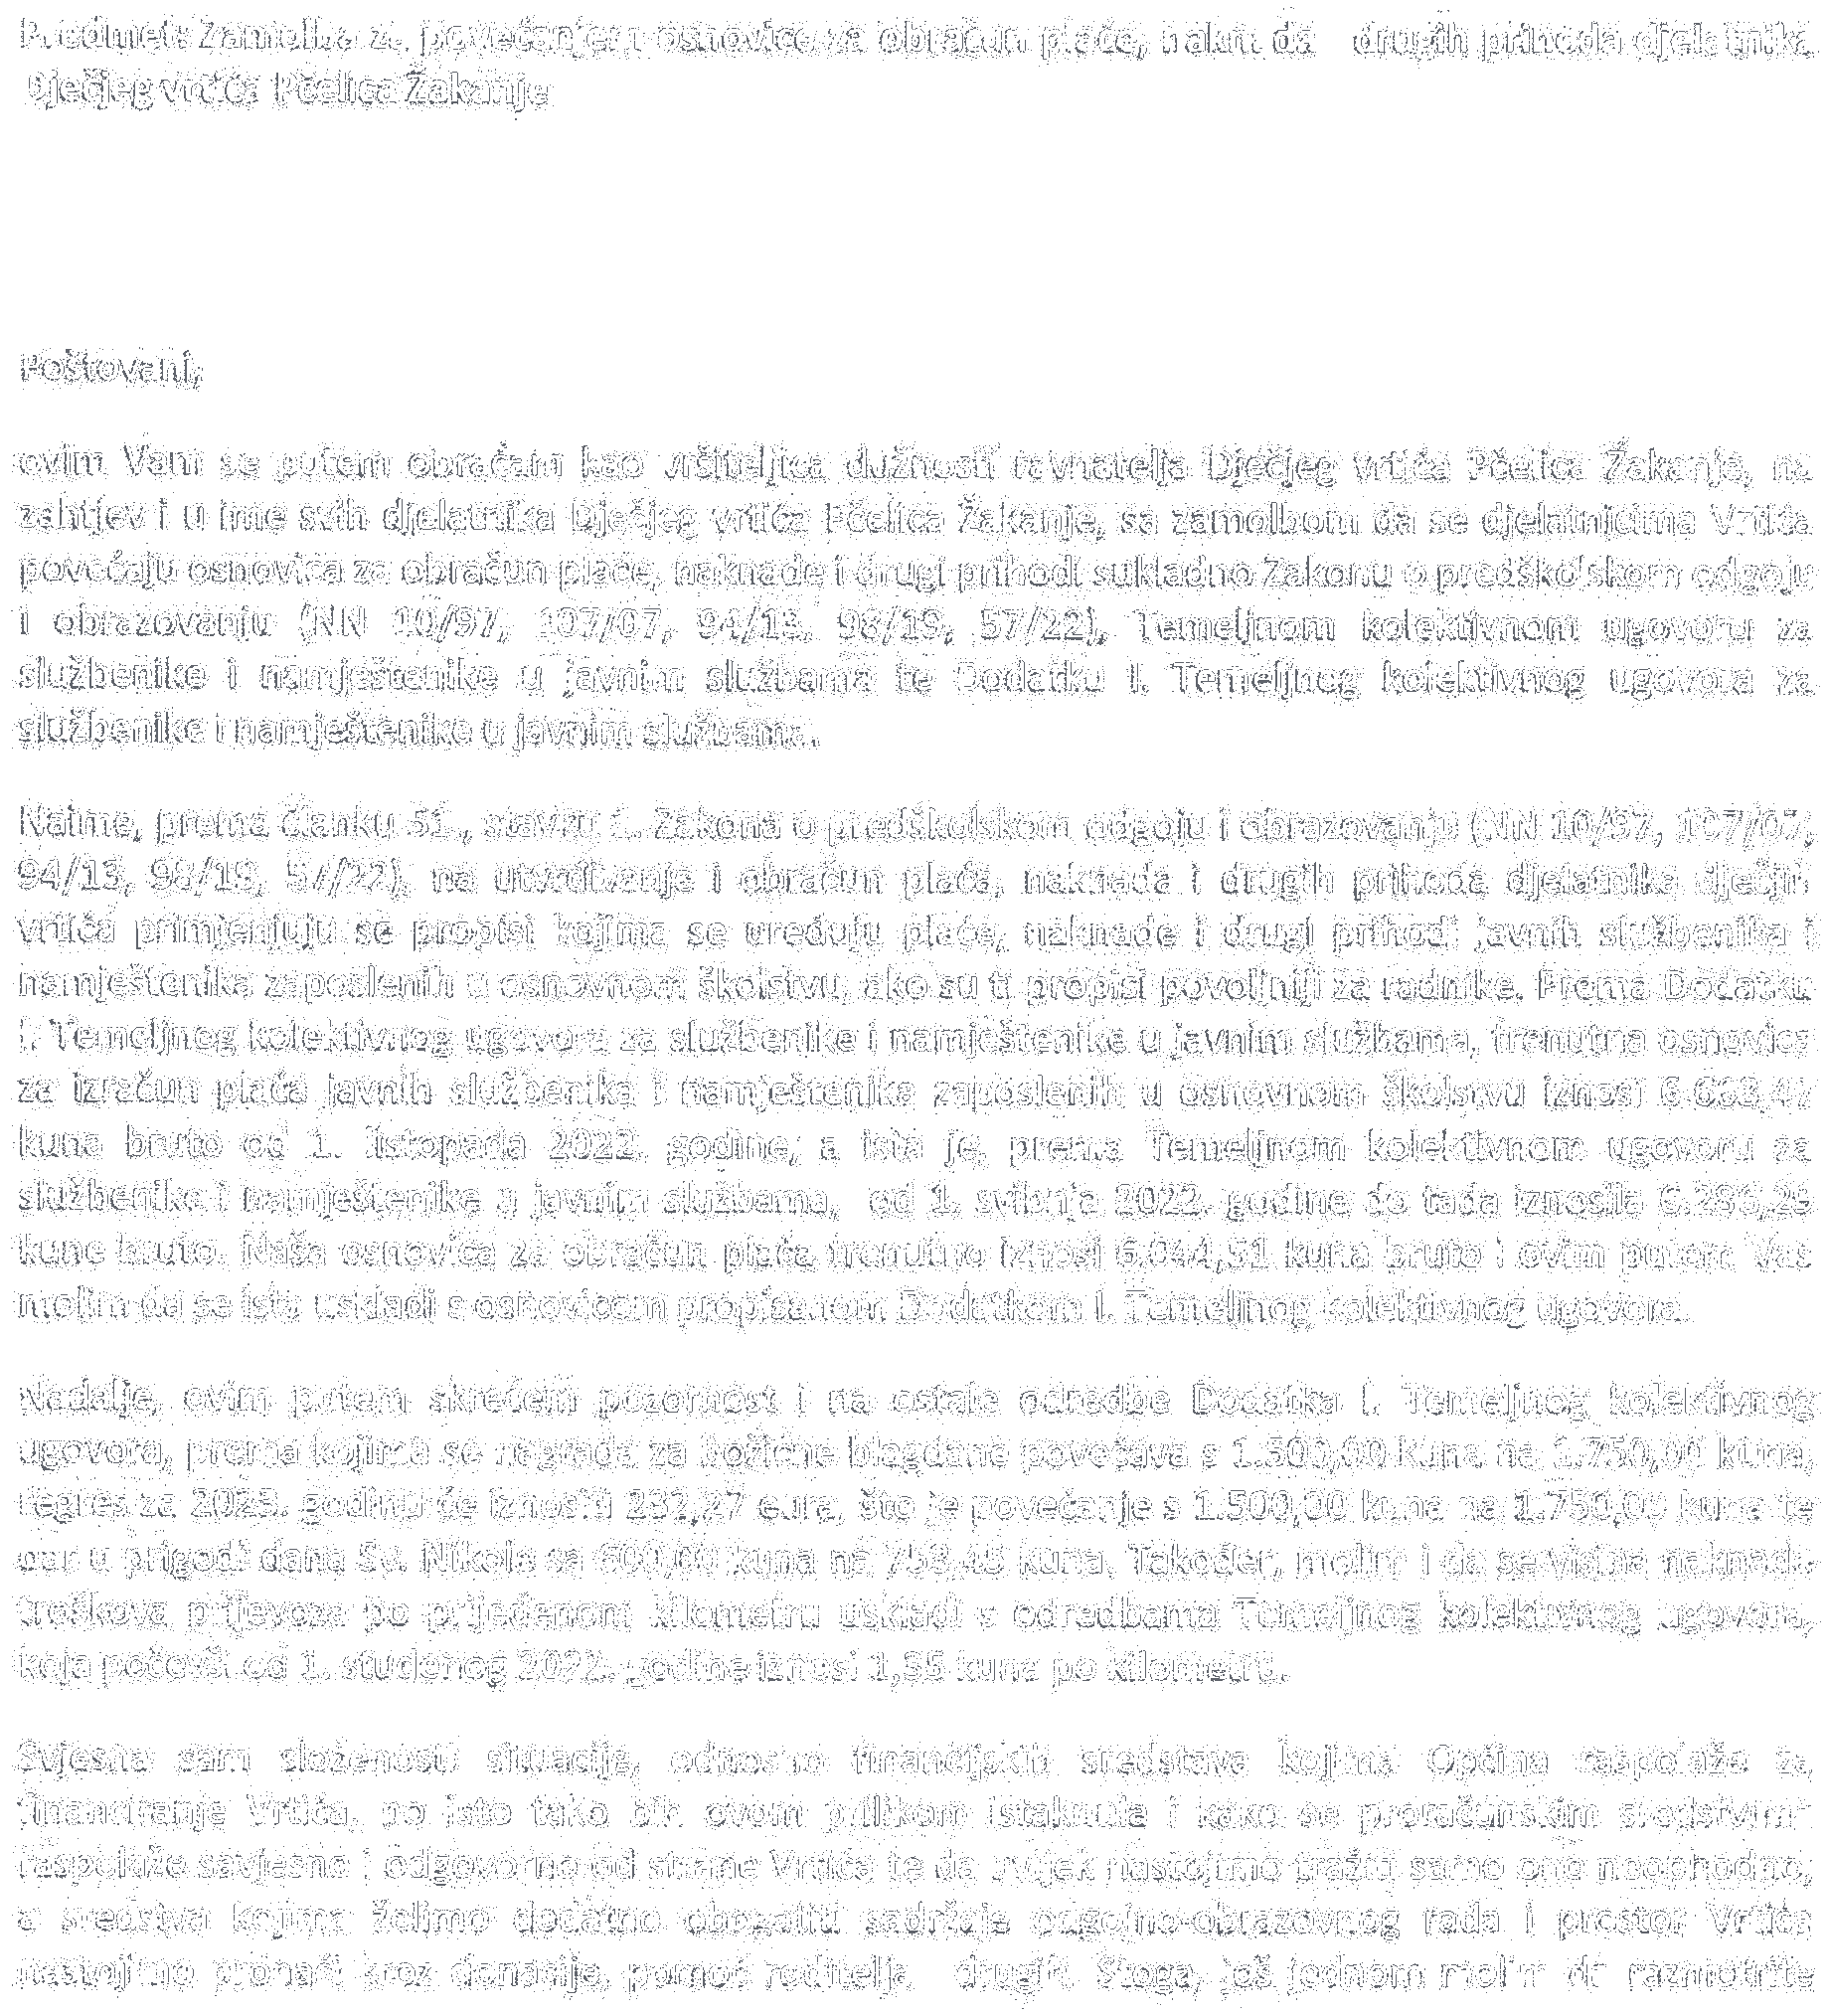 Predmet: Zamolba za povećanjem osnovice za obračun plaće, naknada i drugih prihoda djelatnika
Dječjeg vrtića Pčelica Žakanje
Poštovani,
ovim Vam se putem obraćam kao vršiteljica dužnosti ravnatelja Dječjeg vrtića Pčelica Žakanje, na
zahtjev i u ime svih djelatnika Dječjeg vrtića Pčelica Žakanje, sa zamolbom da se djelatnicima Vrtića
povećaju osnovica za obračun plaće, naknade i drugi prihodi sukladno Zakonu o predškolskom odgoju
i obrazovanju (NN 10/97, 107/07, 94/13, 98/19, 57/22), Temeljnom kolektivnom ugovoru za
službenike i namještenike u javnim službama te Dodatku I. Temeljnog kolektivnog ugovora za
službenike i namještenike u javnim službama.
Naime, prema Članku 51., stavku 1. Zakona o predškolskom odgoju i obrazovanju (NN 10/97, 107/07,
94/13, 98/19, 57/22), na utvrđivanje i obračun plaća, naknada i drugih prihoda djelatnika dječjih
vrtića primjenjuju se propisi kojima se uređuju plaće, naknade i drugi prihodi javnih službenika i
namještenika zaposlenih u osnovnom školstvu, ako su ti propisi povoljniji za radnike. Prema Dodatku
I. Temeljnog kolektivnog ugovora za službenike i namještenike u javnim službama, trenutna osnovica
za izračun plaća javnih službenika i namještenika zaposlenih u osnovnom školstvu iznosi 6.663,47
kuna bruto od 1. listopada 2022. godine, a ista je, prema Temeljnom kolektivnom ugovoru za
službenike i namještenike u javnim službama, od 1. svibnja 2022. godine do tada iznosila 6.286,29
kune bruto. Naša osnovica za obračun plaća trenutno iznosi 6.044,51 kuna bruto i ovim putem Vas
molim da se ista uskladi s osnovicom propisanom Dodatkom I. Temeljnog kolektivnog ugovora.
Nadalje, ovim putem skrećem pozornost i na ostale odredbe Dodatka I. Temeljnog kolektivnog
ugovora, prema kojima se nagrada za božićne blagdane povećava s 1.500,00 kuna na 1.750,00 kuna,
regres za 2023. godinu će iznositi 232,27 eura, što je povećanje s 1.500,00 kuna na 1.750,00 kuna te
dar u prigodi dana Sv. Nikole sa 600,00 kuna na 753,45 kuna. Također, molim i da se visina naknade
troškova prijevoza po prijeđenom kilometru uskladi s odredbama Temeljnog kolektivnog ugovora,
koja počevši od 1. studenog 2022. godine iznosi 1,35 kuna po kilometru.
Svjesna sam složenosti situacije, odnosno financijskih sredstava kojima Općina raspolaže za
financiranje Vrtića, no isto tako bih ovom prilikom istaknula i kako se proračunskim sredstvima
raspolaže savjesno i odgovorno od strane Vrtića te da uvijek nastojimo tražiti samo ono neophodno,
a sredstva kojima želimo dodatno obogatiti sadržaje odgojno-obrazovnog rada i prostor Vrtića
nastojimo pronaći kroz donacije, pomoć roditelja i drugih. Stoga, još jednom molim da razmotrite